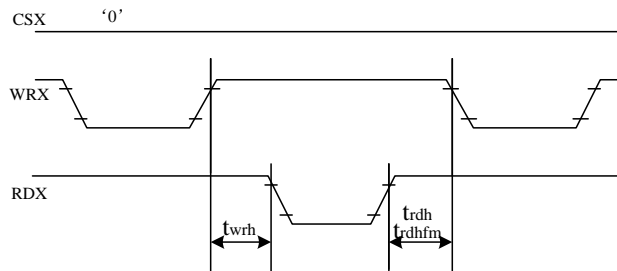 CSX ‘0’
WRX
RDX
twrh
trdh
trdhfm